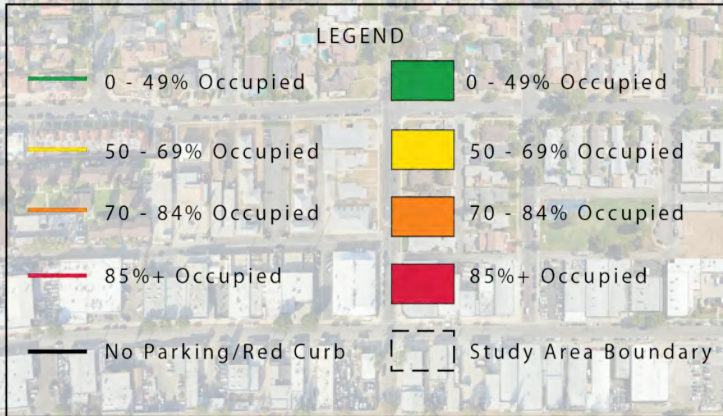 LEGEND
0 - 49% Occupied
0 - 49% Occupied
50 - 69% Occupied
50 - 69% Occupied
70 - 84% Occupied
70 - 84% Occupied
85%+ Occupied
85%+ Occupied
No Parking/Red Curb
Study Area Boundary